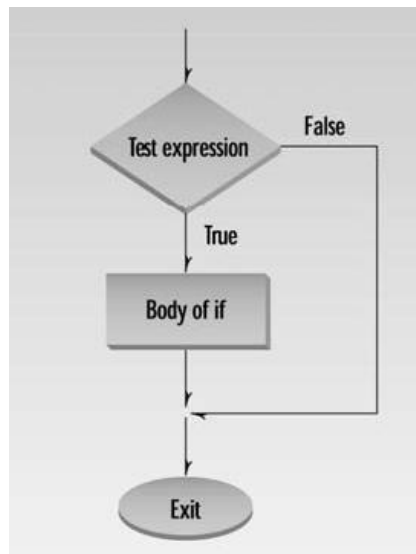 Test expression
False
True
Body of if
Exit